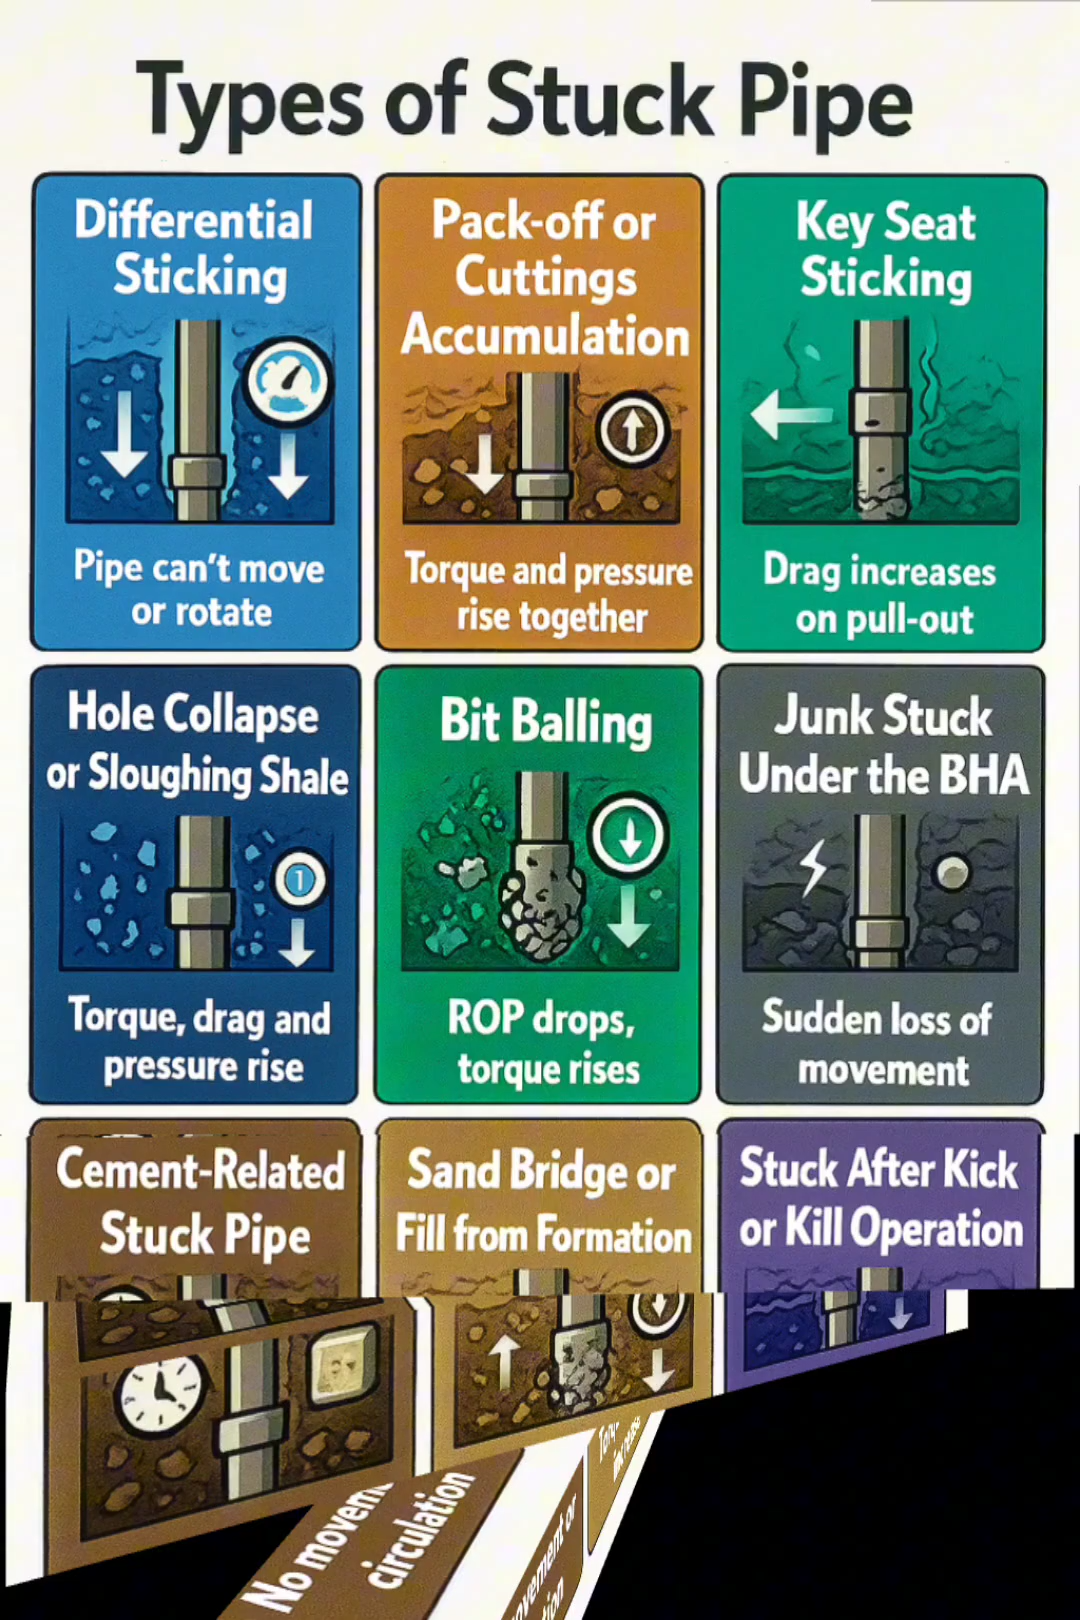 Types of Stuck Pipe
Differential
Sticking
Pipe can't move
or rotate
Pack-off or
Cuttings
Accumulation
Torque and pressure
rise together
Key Seat
Sticking
Drag increases
on pull-out
Hole Collapse
or Sloughing Shale
1
Torque, drag and
pressure rise
Bit Balling
ROP drops,
torque rises
Junk Stuck
Under the BHA
Sudden loss of
movement
Cement-Related
Stuck Pipe
No
circulation
Sand Bridge or
Fill from Formation
Stuck After Kick
or Kill Operation
or